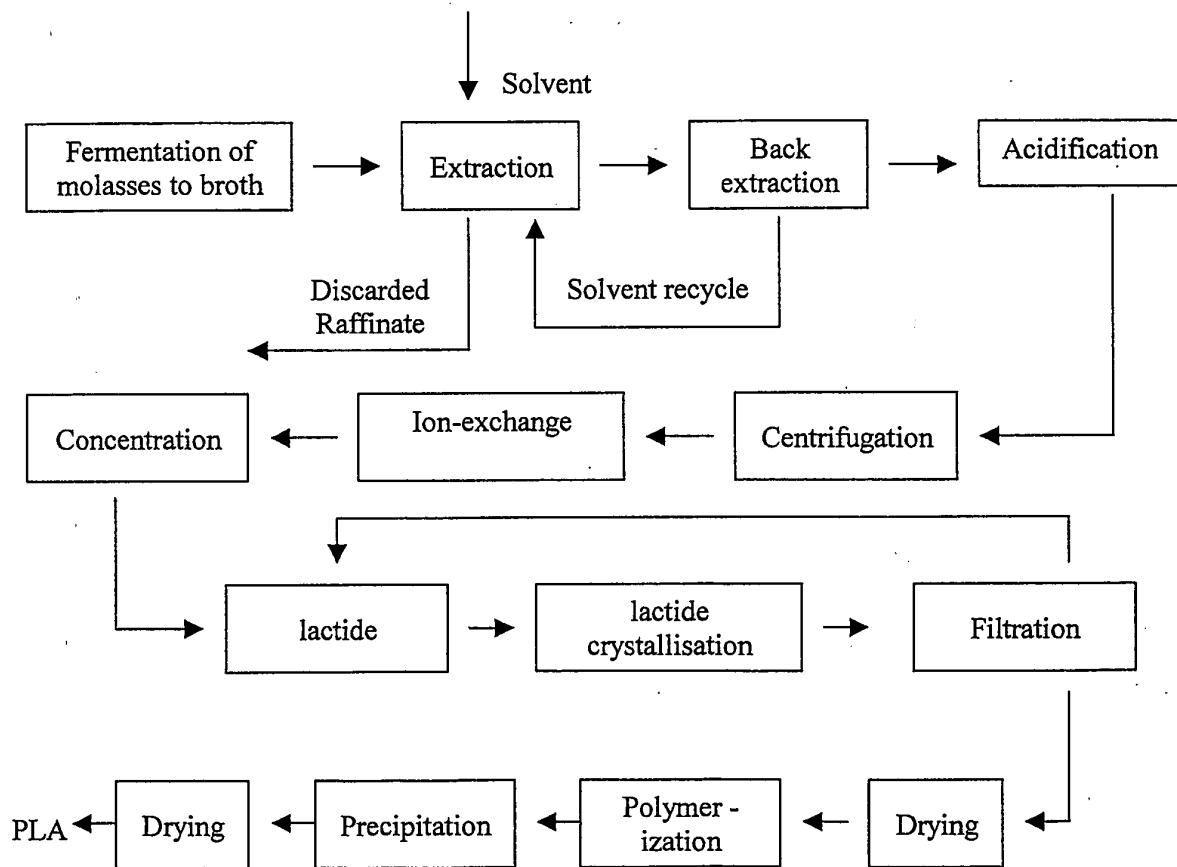 Solvent
Fermentation of
molasses to broth
Extraction
Back
extraction
Acidification
Discarded
Raffinate
Solvent recycle
Concentration
Ion-exchange
Centrifugation
lactide
lactide
crystallisation
Filtration
PLA
Drying
Precipitation
Polymer -
ization
Drying